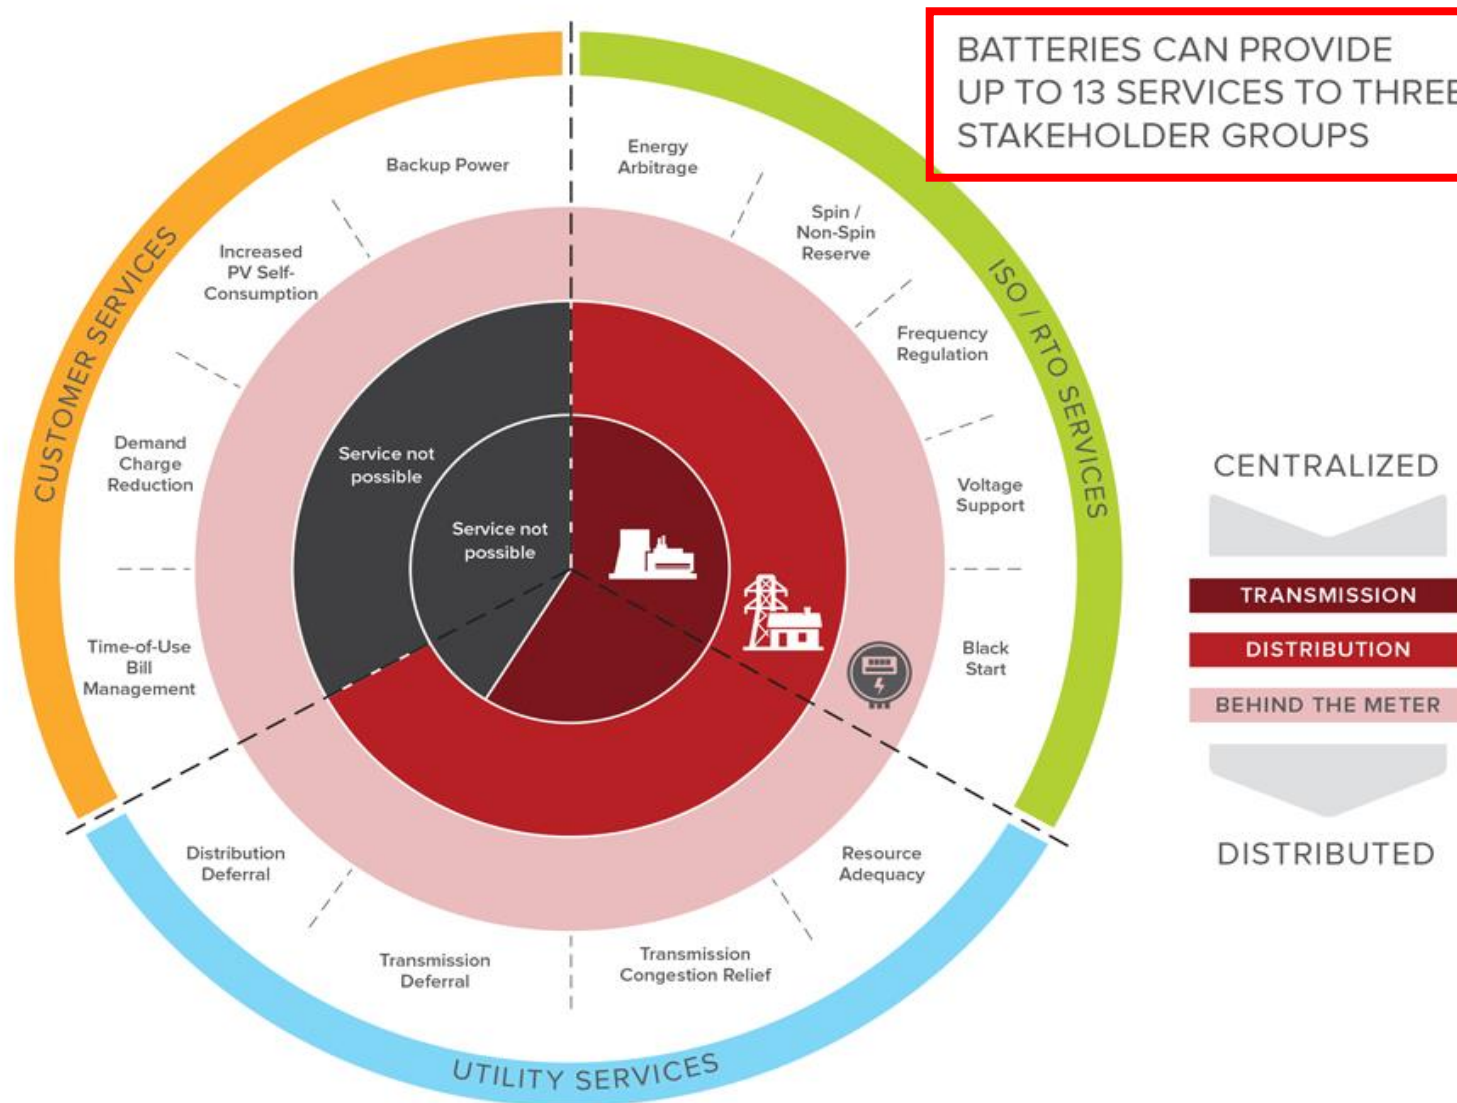 BATTERIES CAN PROVIDE
UP TO 13 SERVICES TO THREE
STAKEHOLDER GROUPS
CUSTOMER SERVICES
ISO / RTO SERVICES
UTILITY SERVICES
Backup Power
Increased
PV Self-
Consumption
Demand
Charge
Reduction
Time-of-Use
Bill
Management
Energy
Arbitrage
Spin /
Non-Spin
Reserve
Frequency
Regulation
Voltage
Support
Black
Start
Resource
Adequacy
Transmission
Congestion Relief
Transmission
Deferral
Distribution
Deferral
Service not
possible
Service not
possible
CENTRALIZED
TRANSMISSION
DISTRIBUTION
BEHIND THE METER
DISTRIBUTED